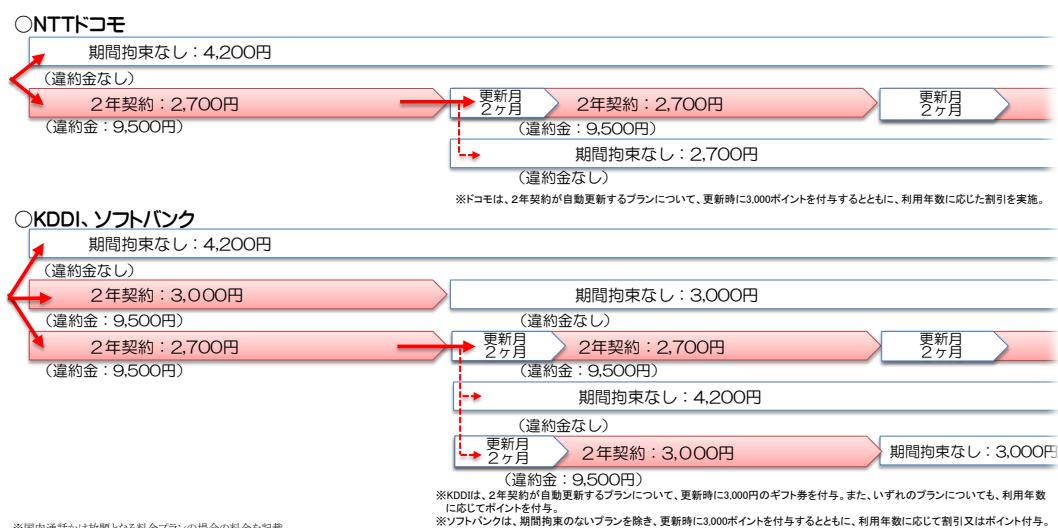 ○NTTドコモ
期間拘束なし：4,200円
（違約金なし）
２年契約：2,700円
更新月
２ヶ月
２年契約：2,700円
更新月
２ヶ月
（違約金：9,500円）
（違約金：9,500円）
期間拘束なし：2,700円
（違約金なし）
※ドコモは、２年契約が自動更新するプランについて、更新時に3,000ポイントを付与するとともに、利用年数に応じた割引を実施。
○KDDI、ソフトバンク
期間拘束なし：4,200円
（違約金なし）
２年契約：3,000円
期間拘束なし：3,000円
（違約金：9,500円）
（違約金なし）
２年契約：2,700円
更新月
２ヶ月
２年契約：2,700円
更新月
２ヶ月
（違約金：9,500円）
（違約金：9,500円）
期間拘束なし：4,200円
（違約金なし）
更新月
２ヶ月
２年契約：3,000円
期間拘束なし：3,000円
（違約金：9,500円）
※KDDIは、２年契約が自動更新するプランについて、更新時に3,000円のギフト券を付与。また、いずれのプランについても、利用年数
に応じてポイントを付与。
※ソフトバンクは、期間拘束のないプランを除き、更新時に3,000ポイントを付与するとともに、利用年数に応じて割引又はポイント付与。